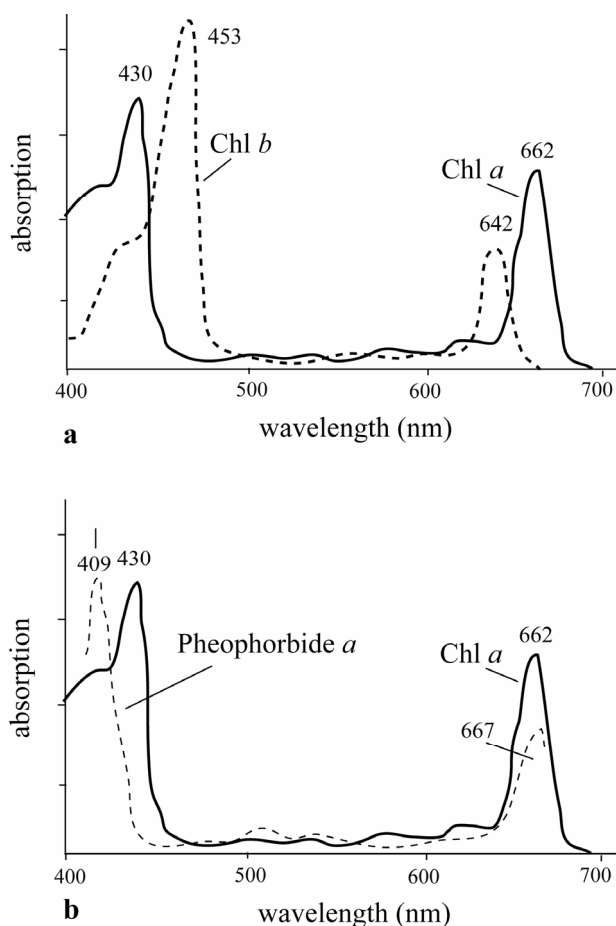 453
430
Chl b
662
Chl a
642
absorption
400 500 600 700
wavelength (nm)
a
409 430
Pheophorbide a
662
Chl a
667
absorption
400 500 600 700
wavelength (nm)
b